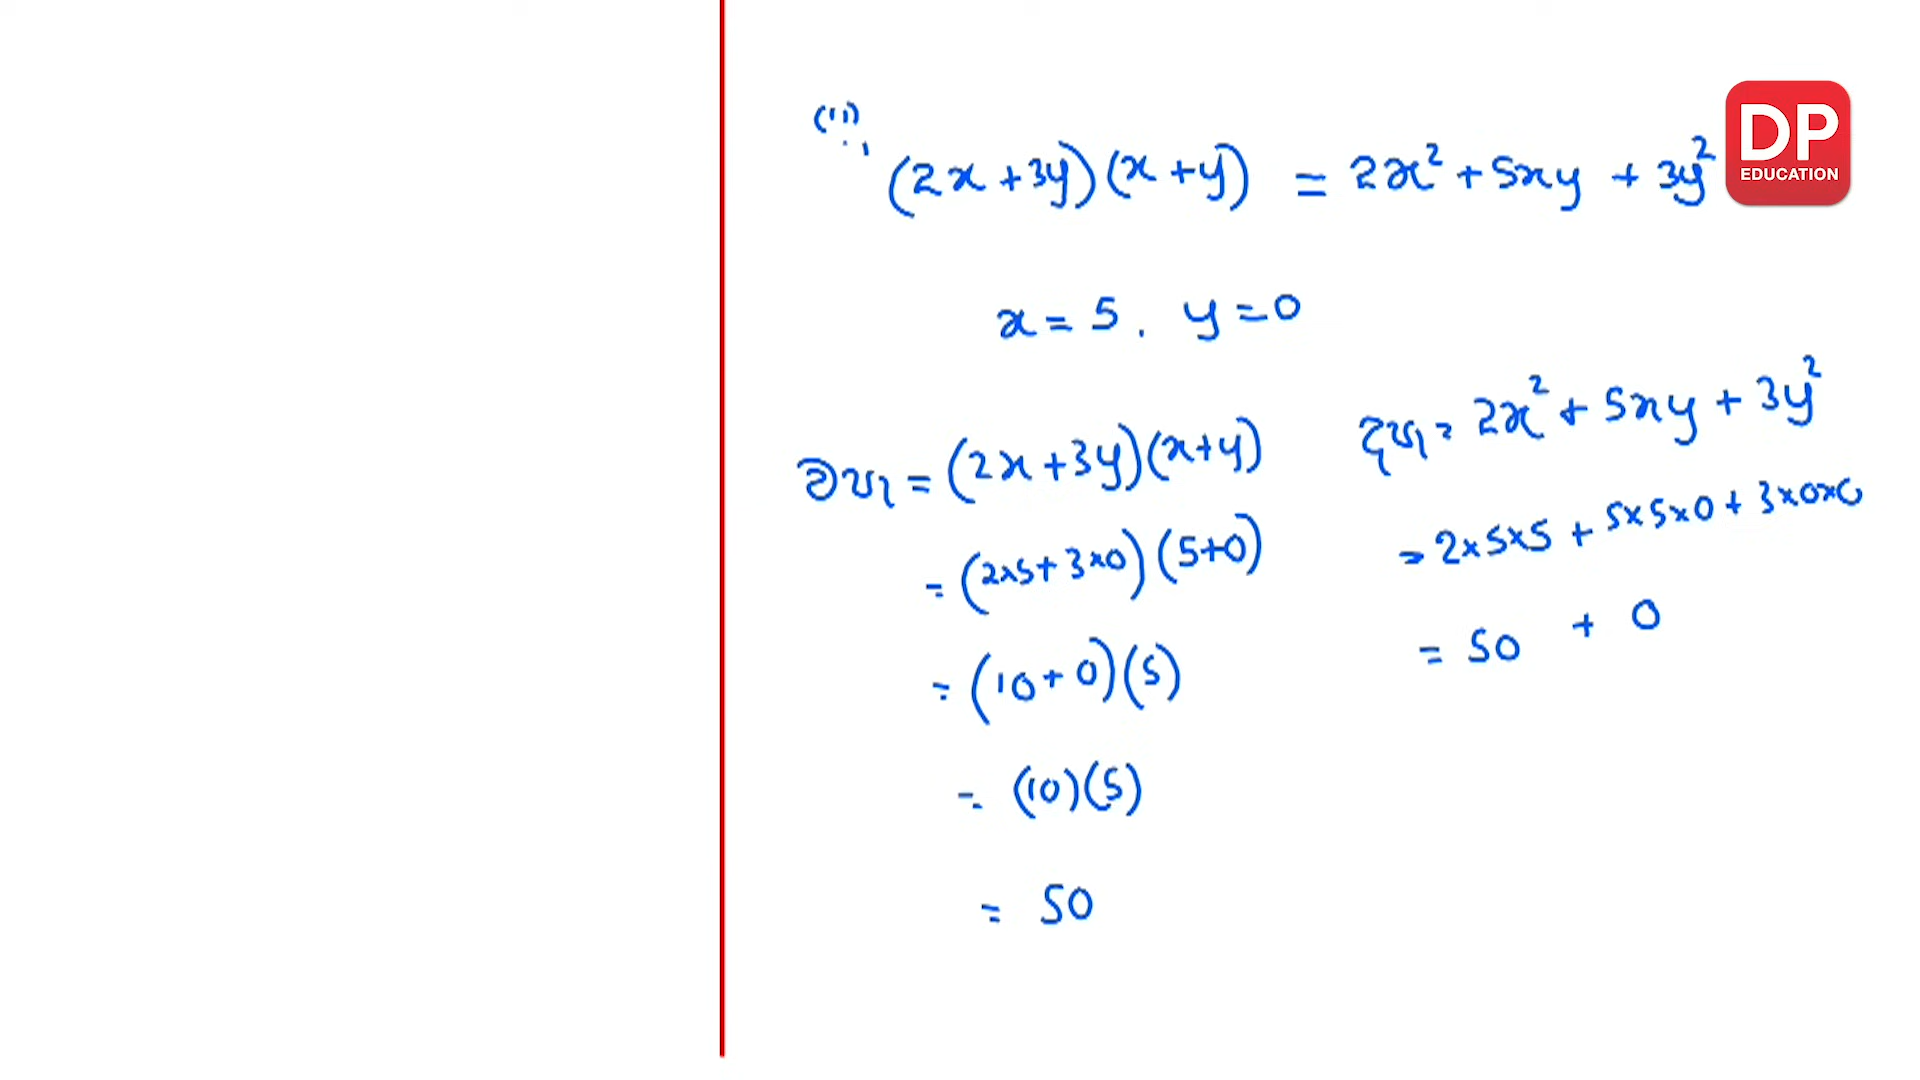 (ii)
(2x + 3y)(x + y) = 2x² + 5xy + 3y²
DP
EDUCATION
x = 5. y = 0
වපැ = (2x + 3y)(x + y)
= (2×5 + 3×0)(5+0)
= (10 + 0)(5)
= (10)(5)
= 50
දපැ = 2x² + 5xy + 3y²
= 2×5×5 + 5×5×0 + 3×0×0
= 50 + 0